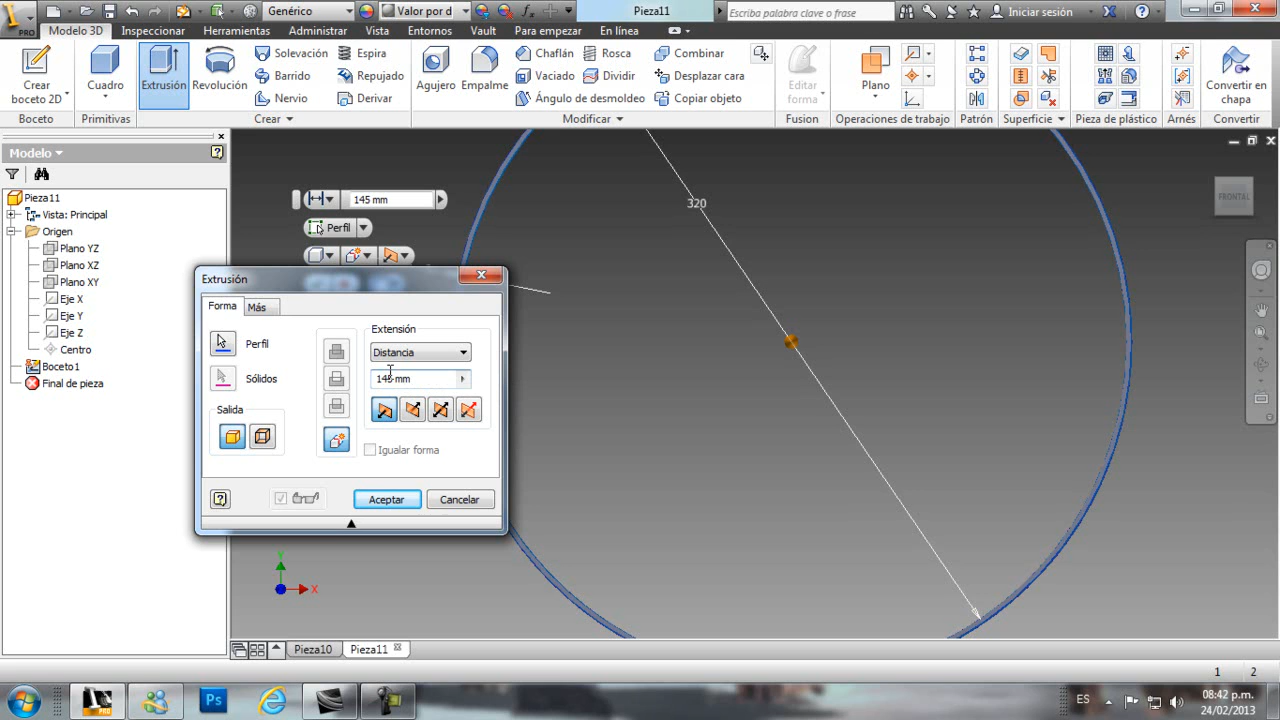 PRO
Genérico
Valor por d
Pieza11
Escriba palabra clave o frase
Iniciar sesión
Modelo 3D Inspeccionar Herramientas Administrar Vista Entornos Vault Para empezar En línea
Crear boceto 2D
Cuadro
Extrusión
Revolución
Solevación
Barrido
Nervio
Espira
Repujado
Derivar
Agujero
Empalme
Chaflán
Vaciado
Ángulo de desmoldeo
Rosca
Dividir
Combinar
Desplazar cara
Copiar objeto
Editar forma
Plano
Convertir en chapa
Boceto Primitivas Crear Modificar Fusion Operaciones de trabajo Patrón Superficie Pieza de plástico Arnés Convertir
Modelo
Pieza11
Vista: Principal
Origen
Plano YZ
Plano XZ
Plano XY
Eje X
Eje Y
Eje Z
Centro
Boceto1
Final de pieza
145 mm
Perfil
320
FRONTAL
Extrusión
Forma Más
Perfil
Sólidos
Salida
Extensión
Distancia
145 mm
Igualar forma
Aceptar Cancelar
Y
X
Pieza10 Pieza11
1 2
PRO
Ps
ES
08:42 p.m.
24/02/2013